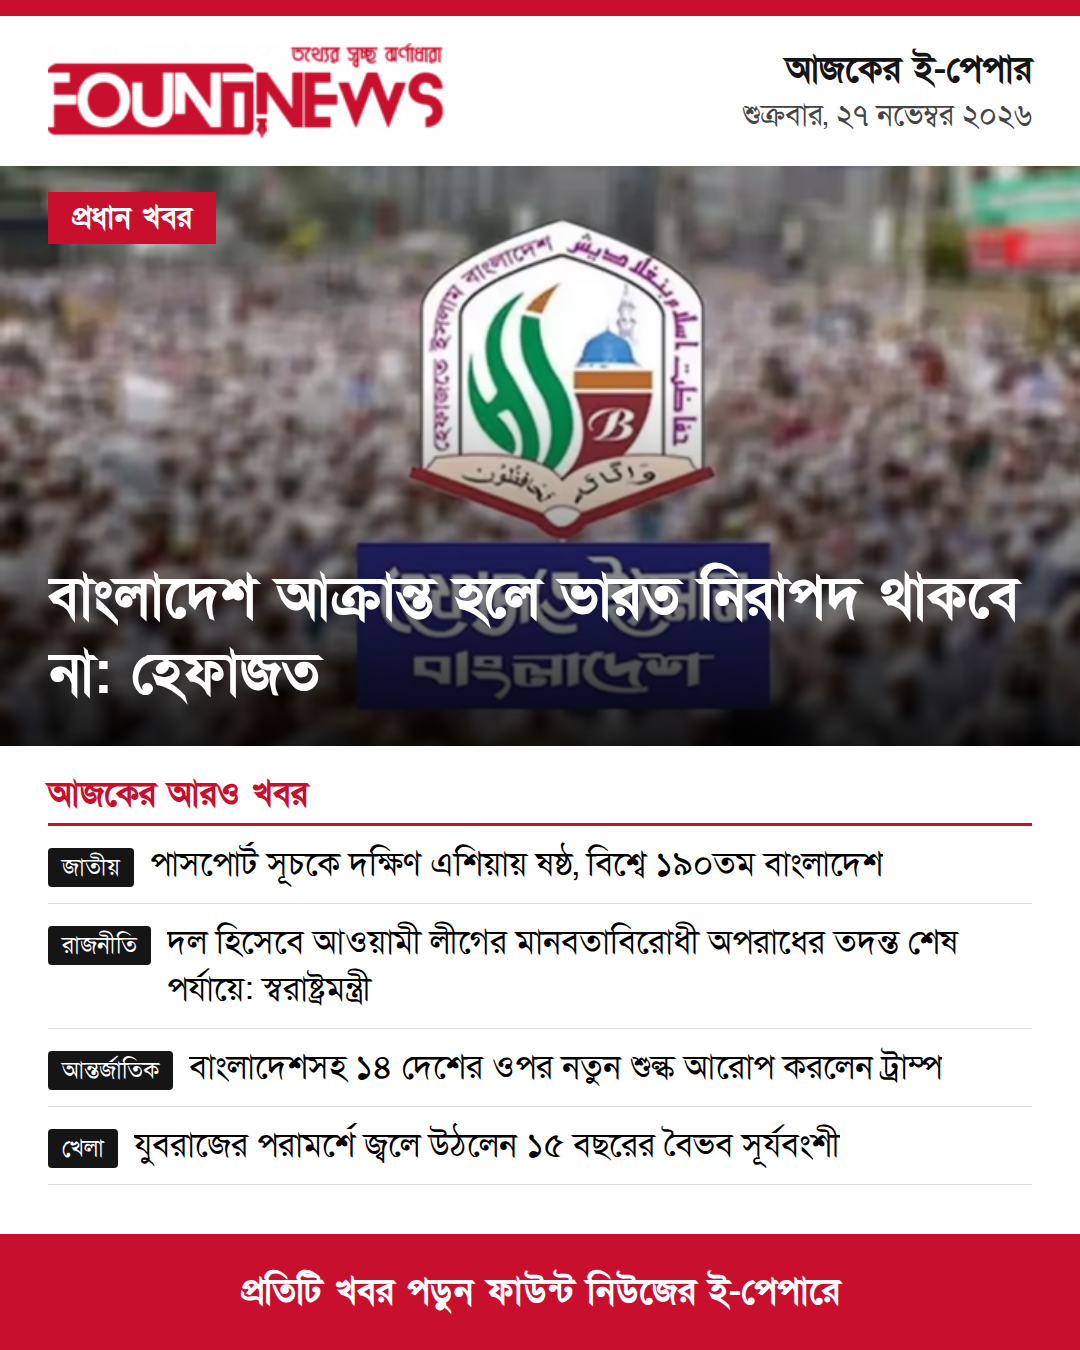 তথ্যের স্বচ্ছ ঝর্ণাধারা
FOUNTNEWS
আজকের ই-পেপার
শুক্রবার, ২৭ নভেম্বর ২০২৬
প্রধান খবর
হেফাজতে ইসলাম বাংলাদেশ
B
বাংলাদেশ আক্রান্ত হলে ভারত নিরাপদ থাকবে
না: হেফাজত
বাংলাদেশ
আজকের আরও খবর
জাতীয় পাসপোর্ট সূচকে দক্ষিণ এশিয়ায় ষষ্ঠ, বিশ্বে ১৯০তম বাংলাদেশ
রাজনীতি দল হিসেবে আওয়ামী লীগের মানবতাবিরোধী অপরাধের তদন্ত শেষ
পর্যায়ে: স্বরাষ্ট্রমন্ত্রী
আন্তর্জাতিক বাংলাদেশসহ ১৪ দেশের ওপর নতুন শুল্ক আরোপ করলেন ট্রাম্প
খেলা যুবরাজের পরামর্শে জ্বলে উঠলেন ১৫ বছরের বৈভব সূর্যবংশী
প্রতিটি খবর পড়ুন ফাউন্ট নিউজের ই-পেপারে